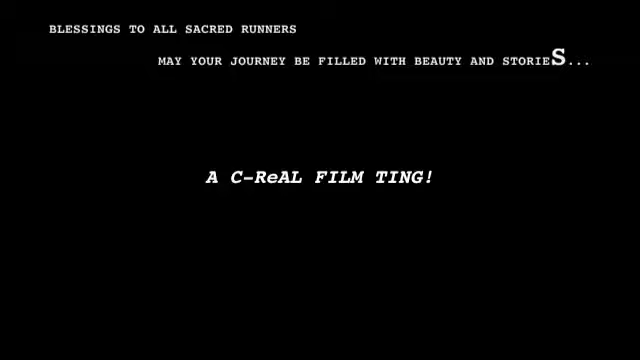 BLESSINGS TO ALL SACRED RUNNERS
MAY YOUR JOURNEY BE FILLED WITH BEAUTY AND STORIES...
A C-ReAL FILM TING!